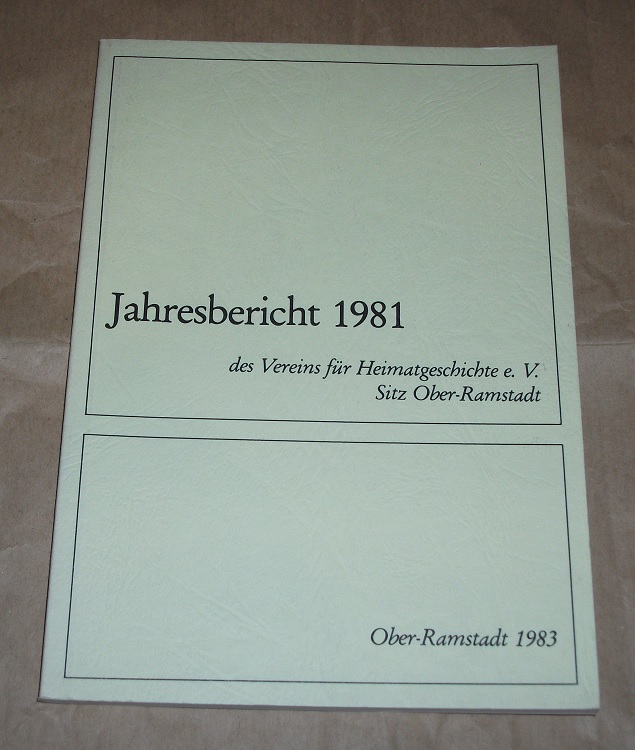 Jahresbericht 1981
des Vereins für Heimatgeschichte e. V.
Sitz Ober-Ramstadt
Ober-Ramstadt 1983